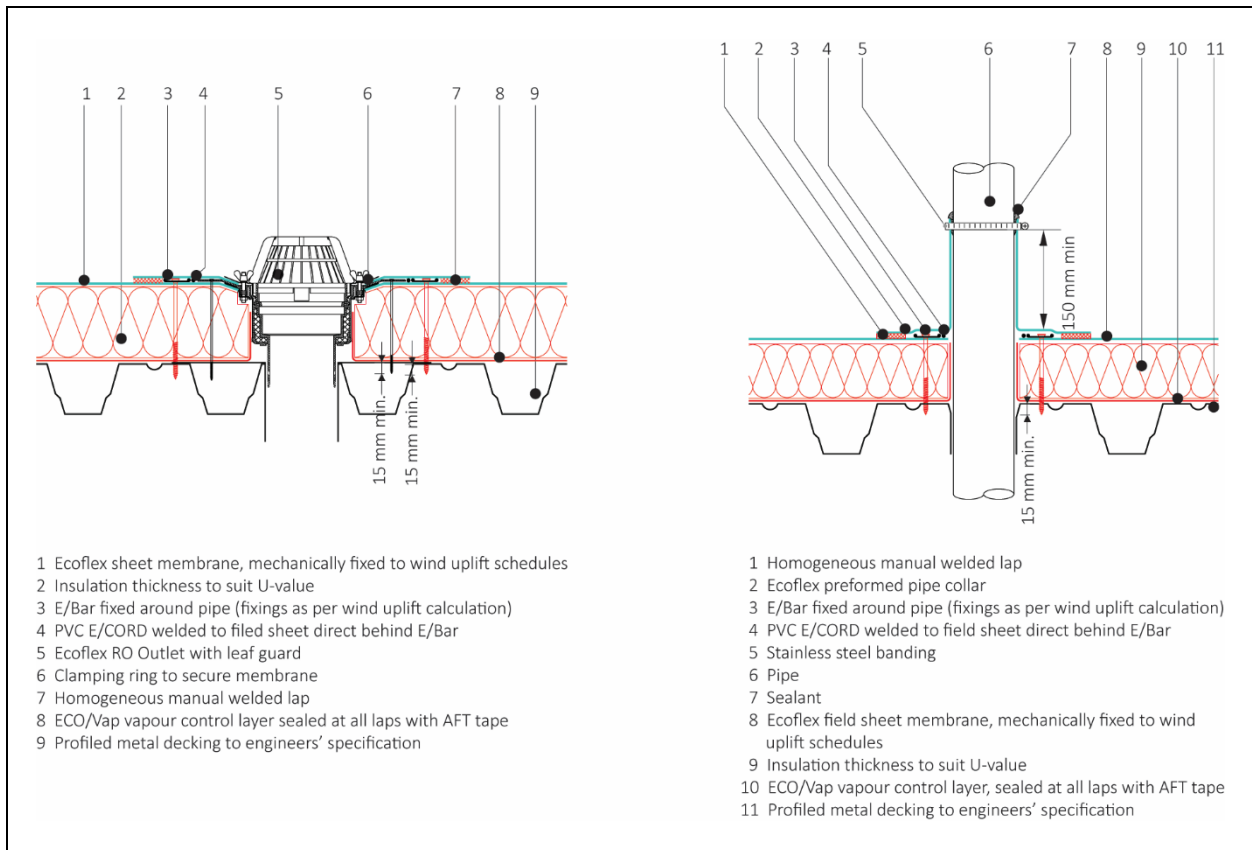 1 2 3 4 5 6 7 8 9
15 mm min.
15 mm min.
1 Ecoflex sheet membrane, mechanically fixed to wind uplift schedules
2 Insulation thickness to suit U-value
3 E/Bar fixed around pipe (fixings as per wind uplift calculation)
4 PVC E/CORD welded to filed sheet direct behind E/Bar
5 Ecoflex RO Outlet with leaf guard
6 Clamping ring to secure membrane
7 Homogeneous manual welded lap
8 ECO/Vap vapour control layer sealed at all laps with AFT tape
9 Profiled metal decking to engineers’ specification
1 2 3 4 5 6 7 8 9 10 11
150 mm min
15 mm min.
1 Homogeneous manual welded lap
2 Ecoflex preformed pipe collar
3 E/Bar fixed around pipe (fixings as per wind uplift calculation)
4 PVC E/CORD welded to field sheet direct behind E/Bar
5 Stainless steel banding
6 Pipe
7 Sealant
8 Ecoflex field sheet membrane, mechanically fixed to wind
uplift schedules
9 Insulation thickness to suit U-value
10 ECO/Vap vapour control layer, sealed at all laps with AFT tape
11 Profiled metal decking to engineers’ specification